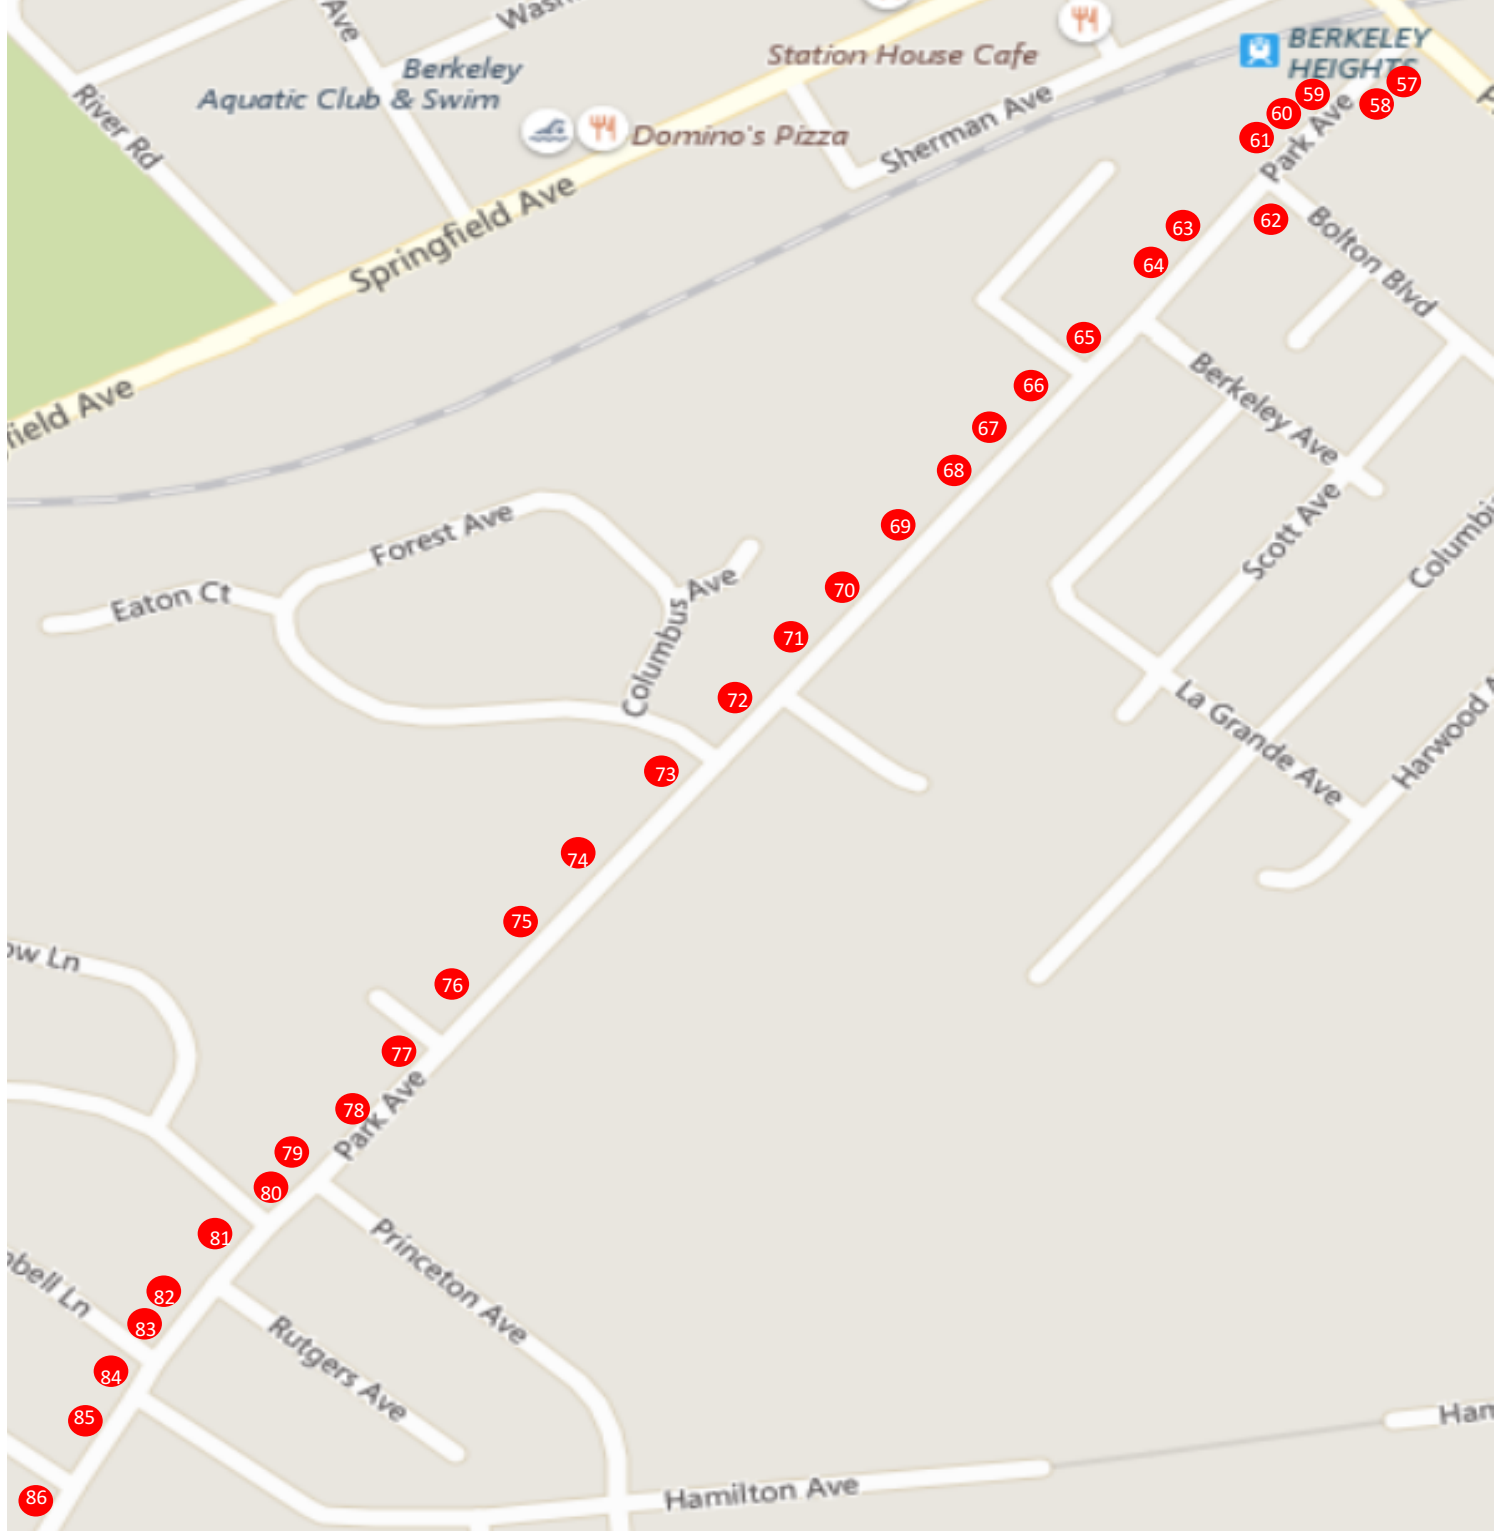 Ave
Wash
Station House Cafe
BERKELEY
HEIGHTS
Berkeley
Aquatic Club & Swim
Domino's Pizza
River Rd
Sherman Ave
Springfield Ave
field Ave
57
58
59
60
61
Park Ave
62
Bolton Blvd
63
64
65
66
67
68
69
70
71
72
73
74
75
76
77
78
79
80
81
82
83
84
85
86
Berkeley Ave
Scott Ave
Columbi
Harwood A
La Grande Ave
Forest Ave
Eaton Ct
Columbus Ave
ow Ln
Park Ave
bell Ln
Princeton Ave
Rutgers Ave
Hamilton Ave
Ham